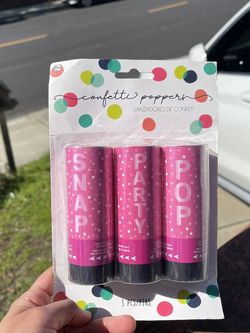 confetti poppers
LANZADORES DE CONFETI
SNAP
PARTY
POP